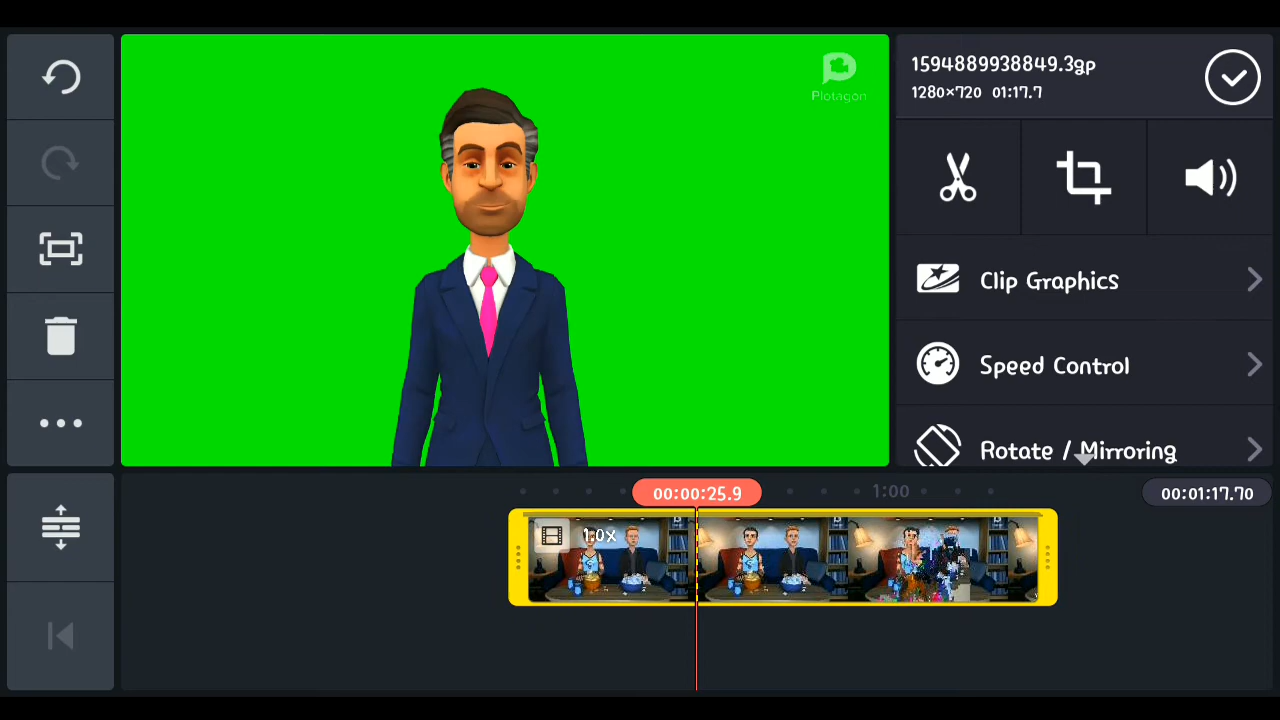 Plotagon
1594889938849.3gp
1280×720 01:17.7
Clip Graphics
Speed Control
Rotate / Mirroring
00:00:25.9
1:00
00:01:17.70
1.0x